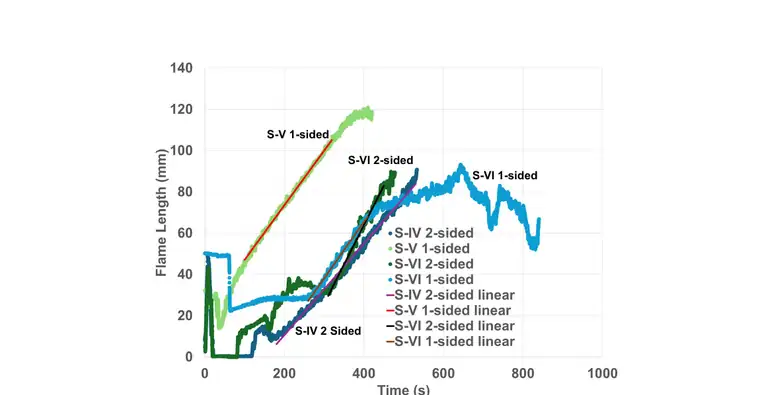 140
120
100
80
60
40
20
0
Flame Length (mm)
S-V 1-sided
S-VI 2-sided
S-VI 1-sided
S-IV 2 Sided
S-IV 2-sided
S-V 1-sided
S-VI 2-sided
S-VI 1-sided
S-IV 2-sided linear
S-V 1-sided linear
S-VI 2-sided linear
S-VI 1-sided linear
0 200 400 600 800 1000
Time (s)